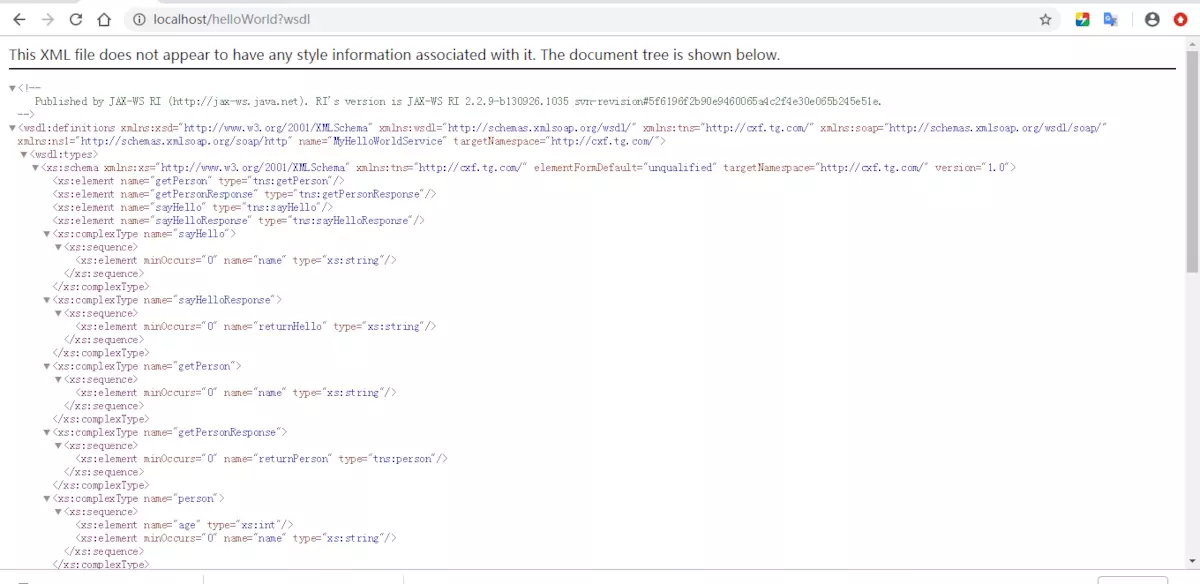 localhost/helloWorld?wsdl
This XML file does not appear to have any style information associated with it. The document tree is shown below.
▼<!--
Published by JAX-WS RI (http://jax-ws.java.net). RI's version is JAX-WS RI 2.2.9-b130926.1035 svn-revision#5f6196f2b90e9460065a4c2f4e30e065b245e51e.
-->
▼<wsdl:definitions xmlns:xsd="http://www.w3.org/2001/XMLSchema" xmlns:wsdl="http://schemas.xmlsoap.org/wsdl/" xmlns:tns="http://cxf.tg.com/" xmlns:soap="http://schemas.xmlsoap.org/wsdl/soap/"
xmlns:ns1="http://schemas.xmlsoap.org/soap/http" name="MyHelloWorldService" targetNamespace="http://cxf.tg.com/">
▼<wsdl:types>
▼<xs:schema xmlns:xs="http://www.w3.org/2001/XMLSchema" xmlns:tns="http://cxf.tg.com/" elementFormDefault="unqualified" targetNamespace="http://cxf.tg.com/" version="1.0">
<xs:element name="getPerson" type="tns:getPerson"/>
<xs:element name="getPersonResponse" type="tns:getPersonResponse"/>
<xs:element name="sayHello" type="tns:sayHello"/>
<xs:element name="sayHelloResponse" type="tns:sayHelloResponse"/>
▼<xs:complexType name="sayHello">
▼<xs:sequence>
<xs:element minOccurs="0" name="name" type="xs:string"/>
</xs:sequence>
</xs:complexType>
▼<xs:complexType name="sayHelloResponse">
▼<xs:sequence>
<xs:element minOccurs="0" name="returnHello" type="xs:string"/>
</xs:sequence>
</xs:complexType>
▼<xs:complexType name="getPerson">
▼<xs:sequence>
<xs:element minOccurs="0" name="name" type="xs:string"/>
</xs:sequence>
</xs:complexType>
▼<xs:complexType name="getPersonResponse">
▼<xs:sequence>
<xs:element minOccurs="0" name="returnPerson" type="tns:person"/>
</xs:sequence>
</xs:complexType>
▼<xs:complexType name="person">
▼<xs:sequence>
<xs:element name="age" type="xs:int"/>
<xs:element minOccurs="0" name="name" type="xs:string"/>
</xs:sequence>
</xs:complexType>